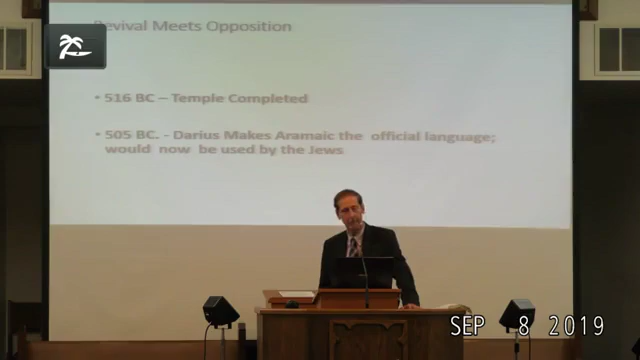 Revival Meets Opposition
• 516 BC – Temple Completed
• 505 BC. - Darius Makes Aramaic the official language;
would now be used by the Jews
SEP 8 2019